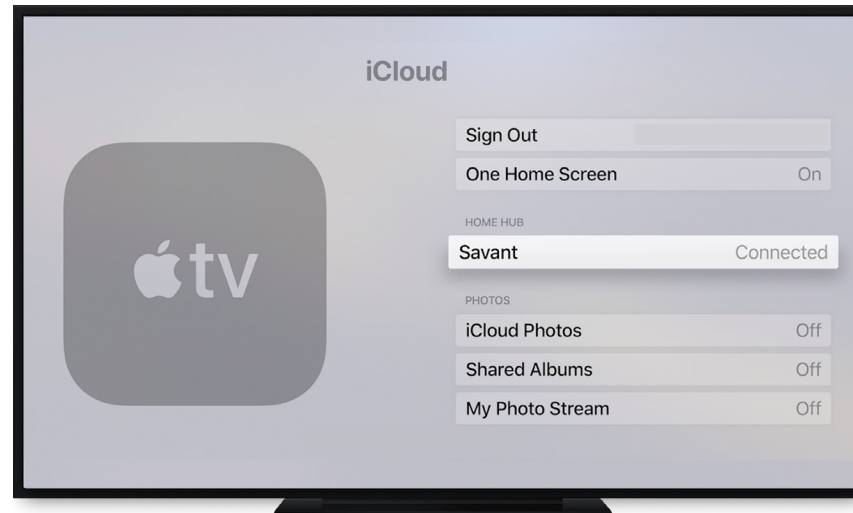 iCloud
Sign Out
One Home Screen On
HOME HUB
Savant Connected
PHOTOS
iCloud Photos Off
Shared Albums Off
My Photo Stream Off
tv